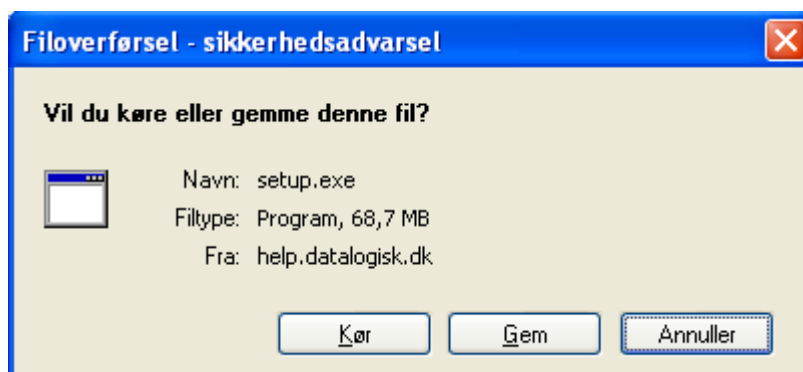 Filoverførsel - sikkerhedsadvarsel
Vil du køre eller gemme denne fil?
Navn: setup.exe
Filtype: Program, 68,7 MB
Fra: help.datalogisk.dk
Kør Gem Annuller